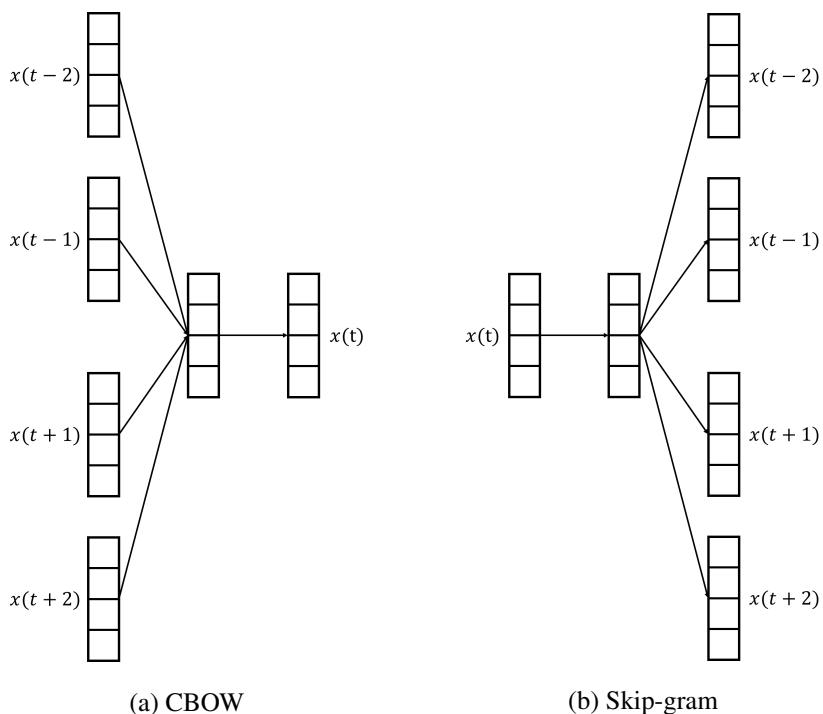 x(t − 2)
x(t − 1)
x(t)
x(t + 1)
x(t + 2)
(a) CBOW
x(t − 2)
x(t − 1)
x(t)
x(t + 1)
x(t + 2)
(b) Skip-gram